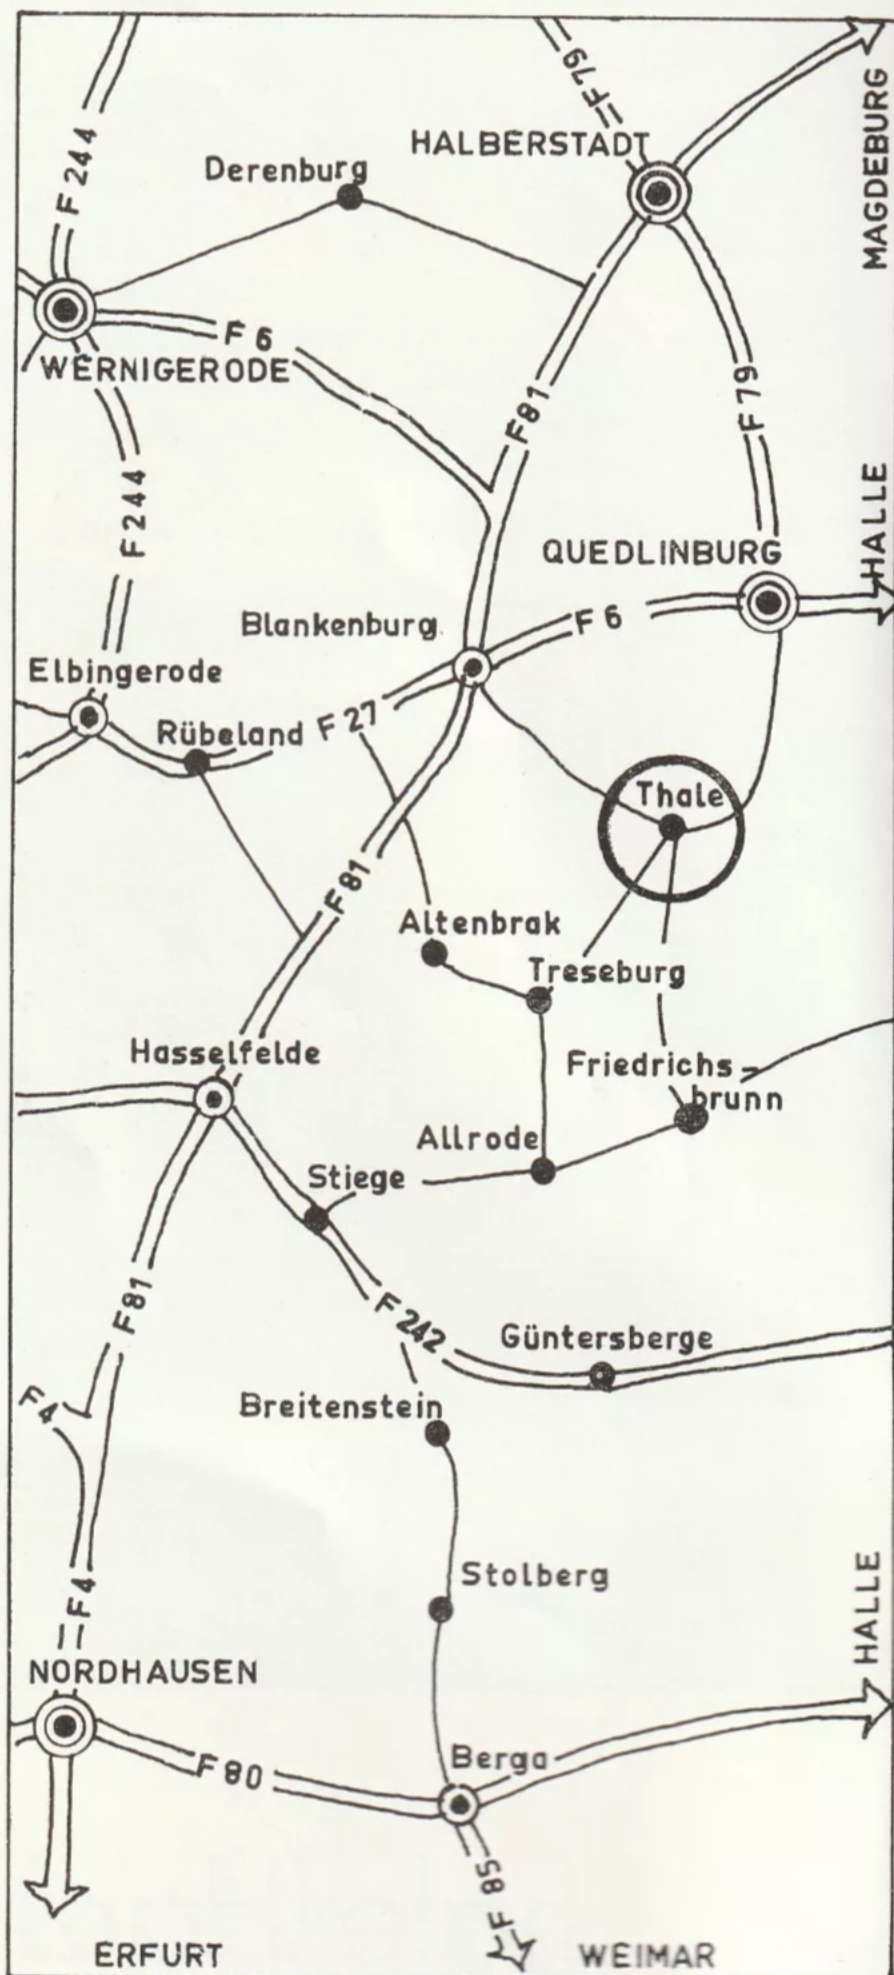 F 79
HALBERSTADT
MAGDEBURG
Derenburg
F 244
F 6
WERNIGERODE
F 81
F 79
F 244
HALLE
QUEDLINBURG
Blankenburg
F 6
Elbingerode
Rübeland
F 27
Thale
F 81
Altenbrak
Treseburg
Hasselfelde
Friedrichs-
brunn
Allrode
Stiege
F 81
F 242
Güntersberge
F 4
Breitenstein
Stolberg
F 4
HALLE
NORDHAUSEN
Berga
F 80
F 85
ERFURT
WEIMAR